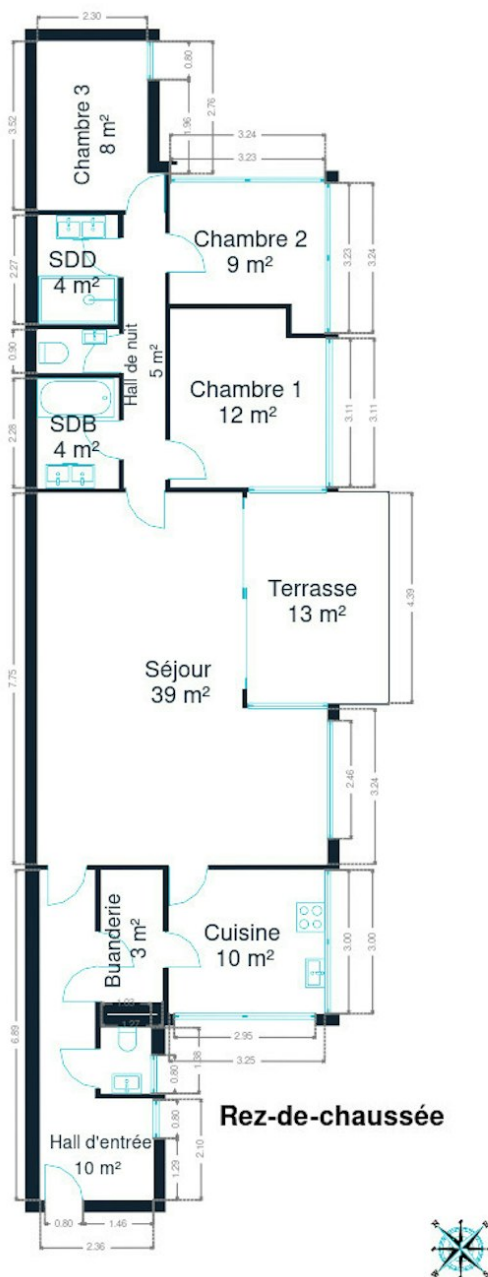 2.30
0.80
2.76
1.96
3.52
Chambre 3
8 m²
3.24
3.23
Chambre 2
9 m²
3.23
3.24
2.27
SDD
4 m²
0.90
Hall de nuit
5 m²
Chambre 1
12 m²
3.11
3.11
2.28
SDB
4 m²
Terrasse
13 m²
4.39
Séjour
39 m²
7.75
2.46
3.24
Buanderie
3 m²
Cuisine
10 m²
3.00
3.00
6.89
1.03
1.27
2.95
3.25
0.80
1.38
Rez-de-chaussée
0.80
2.10
1.29
Hall d'entrée
10 m²
0.80
1.46
2.36